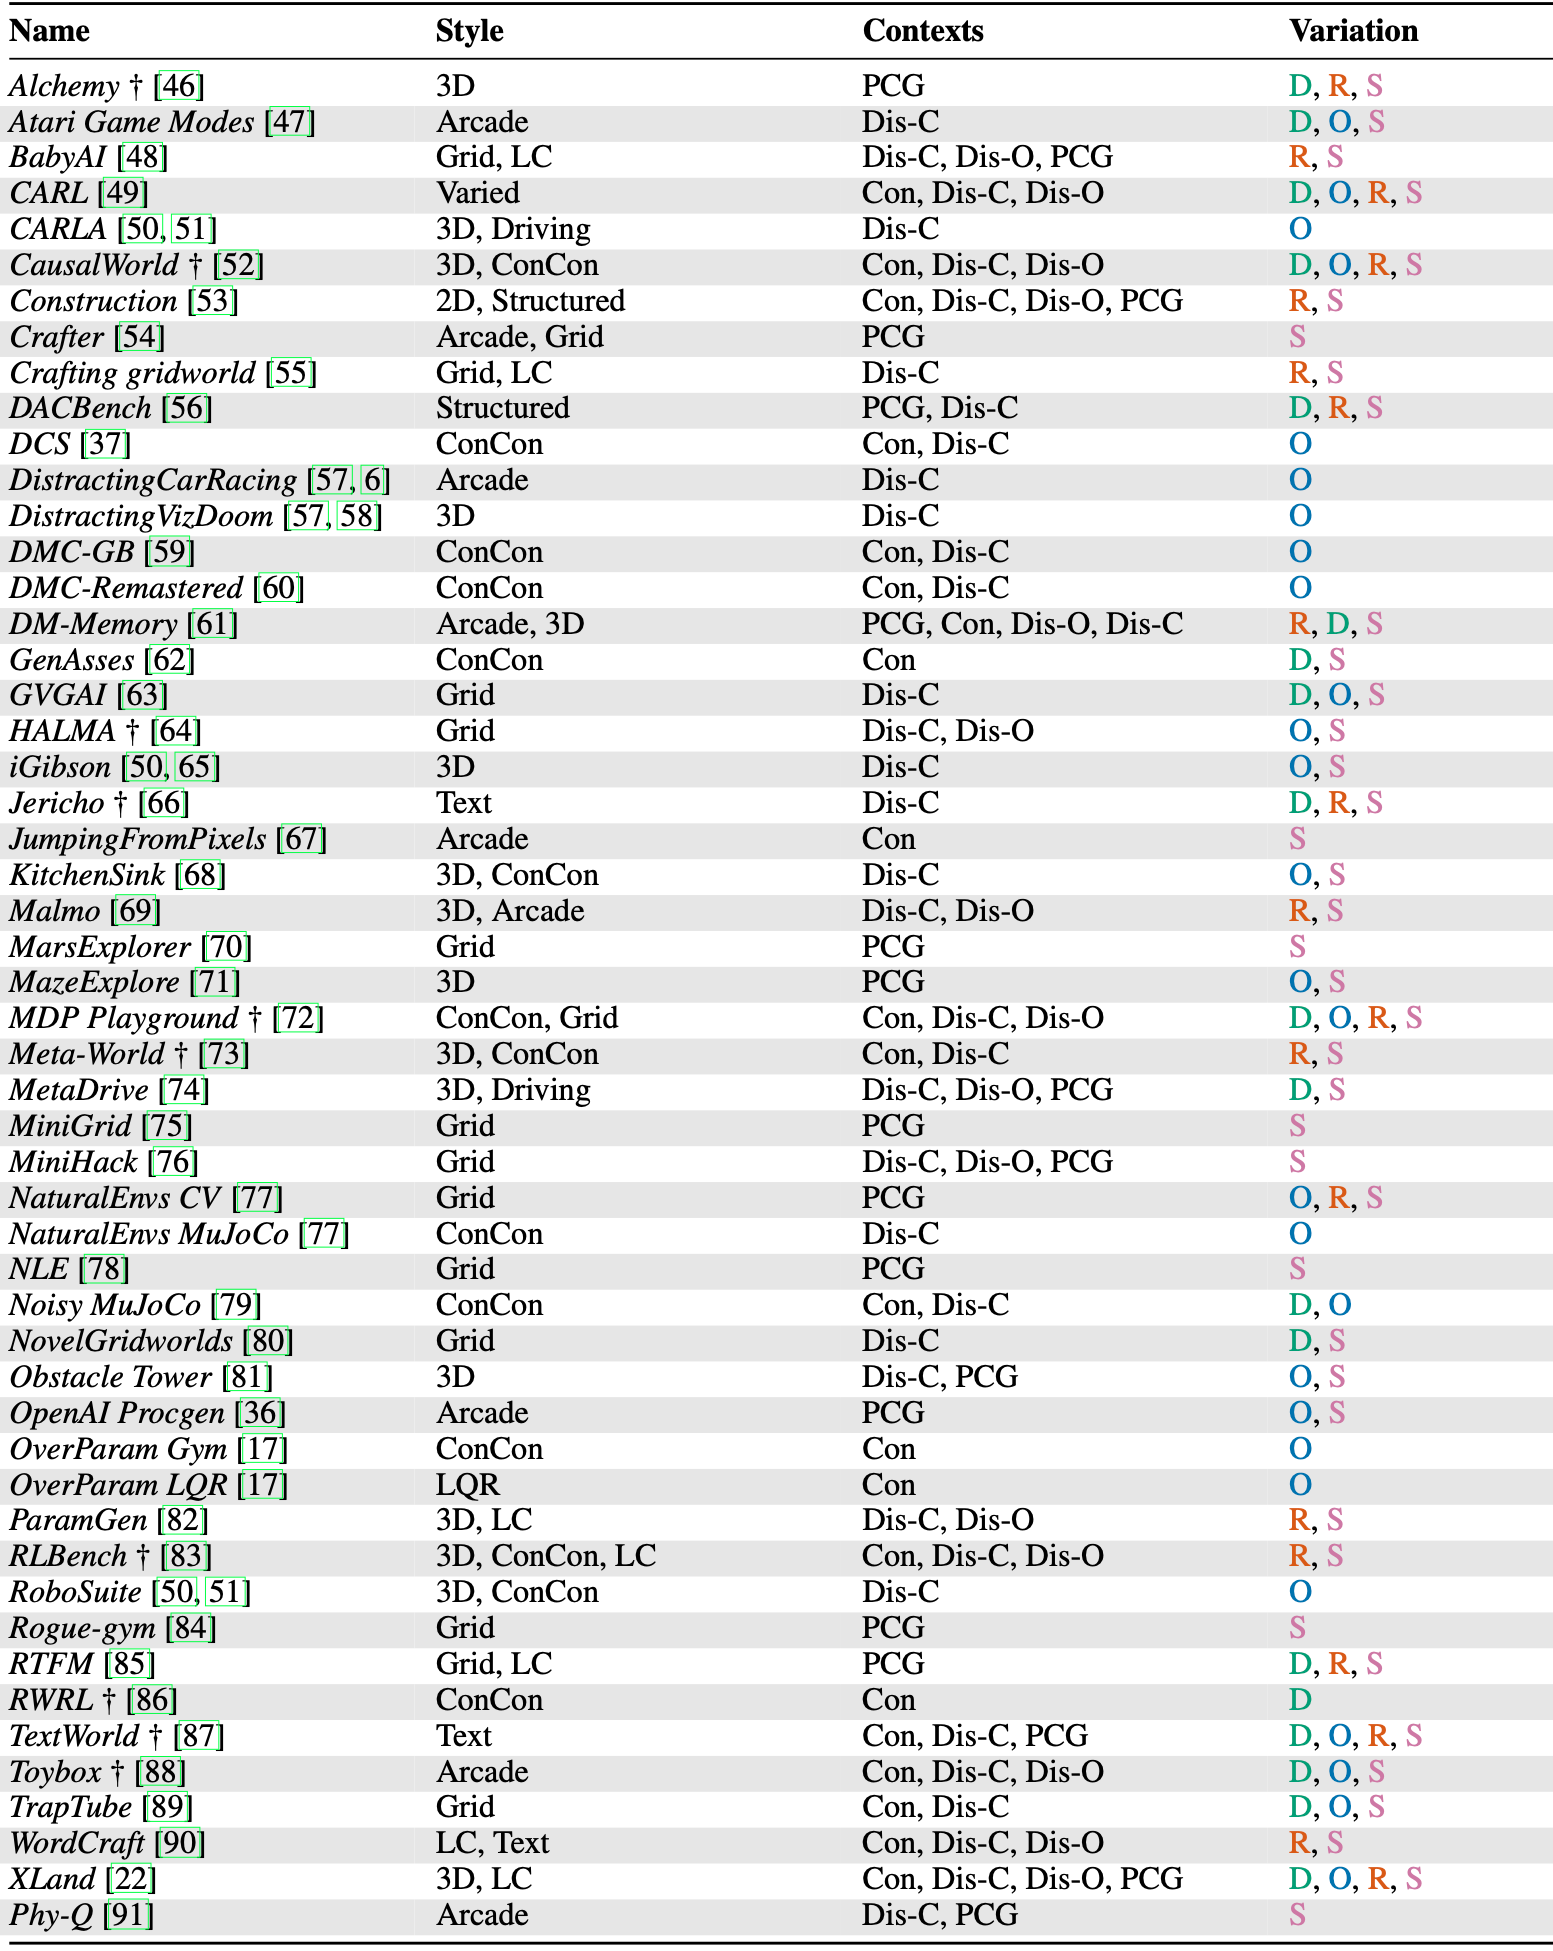 Name Style Contexts Variation
Alchemy † [46] 3D PCG D, R, S
Atari Game Modes [47] Arcade Dis-C D, O, S
BabyAI [48] Grid, LC Dis-C, Dis-O, PCG R, S
CARL [49] Varied Con, Dis-C, Dis-O D, O, R, S
CARLA [50, 51] 3D, Driving Dis-C O
CausalWorld † [52] 3D, ConCon Con, Dis-C, Dis-O D, O, R, S
Construction [53] 2D, Structured Con, Dis-C, Dis-O, PCG R, S
Crafter [54] Arcade, Grid PCG S
Crafting gridworld [55] Grid, LC Dis-C R, S
DACBench [56] Structured PCG, Dis-C D, R, S
DCS [37] ConCon Con, Dis-C O
DistractingCarRacing [57, 6] Arcade Dis-C O
DistractingVizDoom [57, 58] 3D Dis-C O
DMC-GB [59] ConCon Con, Dis-C O
DMC-Remastered [60] ConCon Con, Dis-C O
DM-Memory [61] Arcade, 3D PCG, Con, Dis-O, Dis-C R, D, S
GenAsses [62] ConCon Con D, S
GVGAI [63] Grid Dis-C D, O, S
HALMA † [64] Grid Dis-C, Dis-O O, S
iGibson [50, 65] 3D Dis-C O, S
Jericho † [66] Text Dis-C D, R, S
JumpingFromPixels [67] Arcade Con S
KitchenSink [68] 3D, ConCon Dis-C O, S
Malmo [69] 3D, Arcade Dis-C, Dis-O R, S
MarsExplorer [70] Grid PCG S
MazeExplore [71] 3D PCG O, S
MDP Playground † [72] ConCon, Grid Con, Dis-C, Dis-O D, O, R, S
Meta-World † [73] 3D, ConCon Con, Dis-C R, S
MetaDrive [74] 3D, Driving Dis-C, Dis-O, PCG D, S
MiniGrid [75] Grid PCG S
MiniHack [76] Grid Dis-C, Dis-O, PCG S
NaturalEnvs CV [77] Grid PCG O, R, S
NaturalEnvs MuJoCo [77] ConCon Dis-C O
NLE [78] Grid PCG S
Noisy MuJoCo [79] ConCon Con, Dis-C D, O
NovelGridworlds [80] Grid Dis-C D, S
Obstacle Tower [81] 3D Dis-C, PCG O, S
OpenAI Procgen [36] Arcade PCG O, S
OverParam Gym [17] ConCon Con O
OverParam LQR [17] LQR Con O
ParamGen [82] 3D, LC Dis-C, Dis-O R, S
RLBench † [83] 3D, ConCon, LC Con, Dis-C, Dis-O R, S
RoboSuite [50, 51] 3D, ConCon Dis-C O
Rogue-gym [84] Grid PCG S
RTFM [85] Grid, LC PCG D, R, S
RWRL † [86] ConCon Con D
TextWorld † [87] Text Con, Dis-C, PCG D, O, R, S
Toybox † [88] Arcade Con, Dis-C, Dis-O D, O, S
TrapTube [89] Grid Con, Dis-C D, O, S
WordCraft [90] LC, Text Con, Dis-C, Dis-O R, S
XLand [22] 3D, LC Con, Dis-C, Dis-O, PCG D, O, R, S
Phy-Q [91] Arcade Dis-C, PCG S